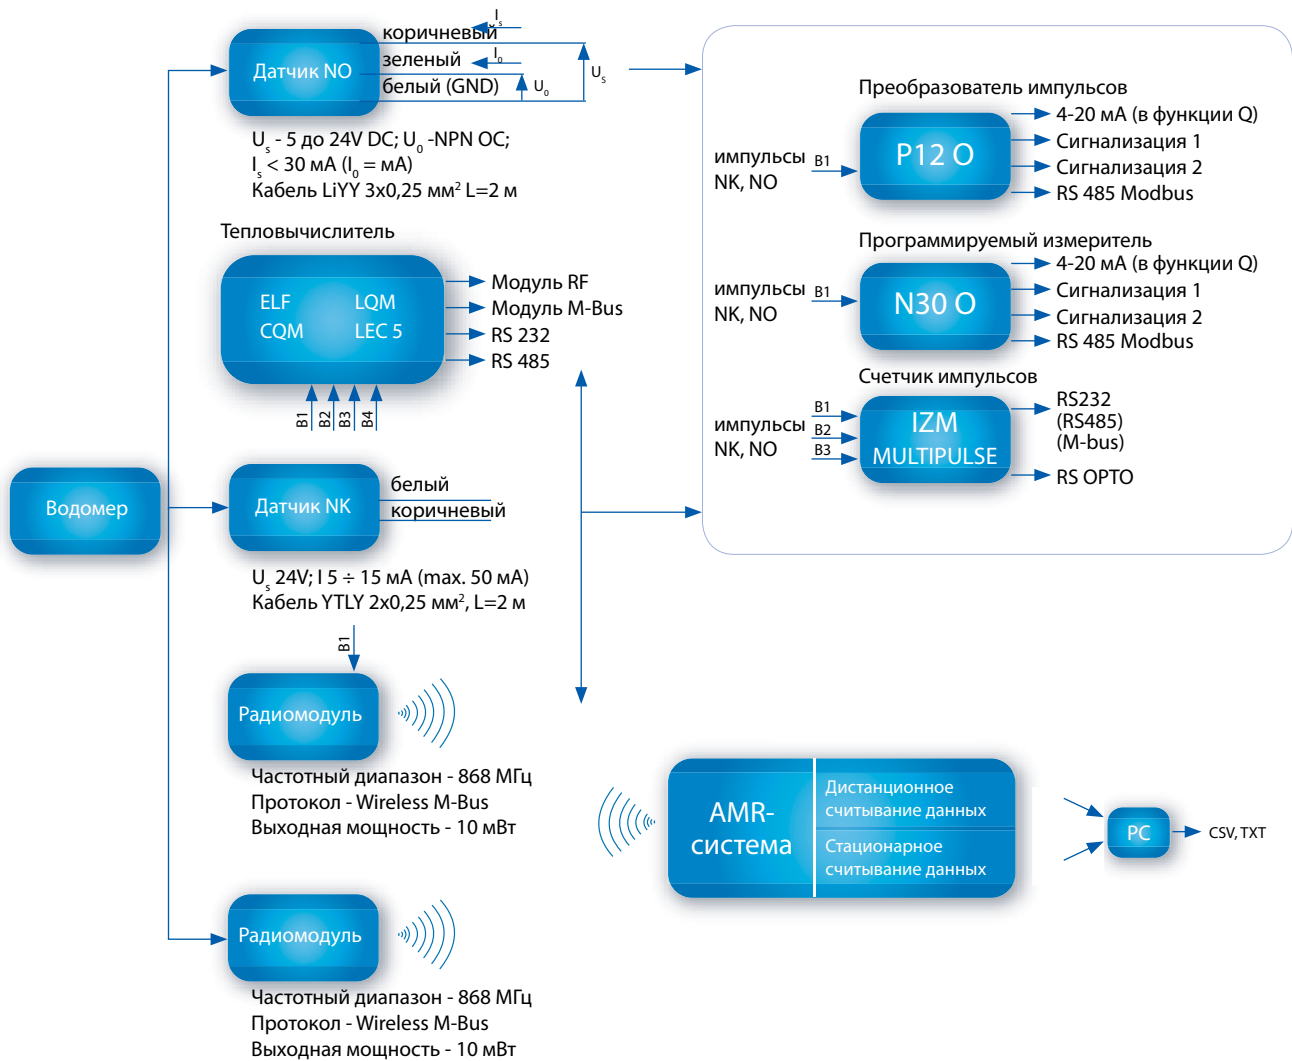 Водомер
Датчик NO
коричневый
зеленый
белый (GND)
Is
I0
U0
Us
Us - 5 до 24V DC; U0 -NPN OC;
Is < 30 мА (I0 = мА)
Кабель LiYY 3x0,25 мм² L=2 м
Тепловычислитель
ELF LQM
CQM LEC 5
Модуль RF
Модуль M-Bus
RS 232
RS 485
B1
B2
B3
B4
Датчик NK
белый
коричневый
Us 24V; I 5 ÷ 15 мА (max. 50 мА)
Кабель YTLY 2x0,25 мм², L=2 м
B1
Радиомодуль
Частотный диапазон - 868 МГц
Протокол - Wireless M-Bus
Выходная мощность - 10 мВт
Радиомодуль
Частотный диапазон - 868 МГц
Протокол - Wireless M-Bus
Выходная мощность - 10 мВт
Преобразователь импульсов
импульсы
NK, NO
B1
P12 O
4-20 мА (в функции Q)
Сигнализация 1
Сигнализация 2
RS 485 Modbus
Программируемый измеритель
импульсы
NK, NO
B1
N30 O
4-20 мА (в функции Q)
Сигнализация 1
Сигнализация 2
RS 485 Modbus
Счетчик импульсов
импульсы
NK, NO
B1
B2
B3
IZM
MULTIPULSE
RS232
(RS485)
(M-bus)
RS OPTO
AMR-
система
Дистанционное
считывание данных
Стационарное
считывание данных
PC
CSV, TXT